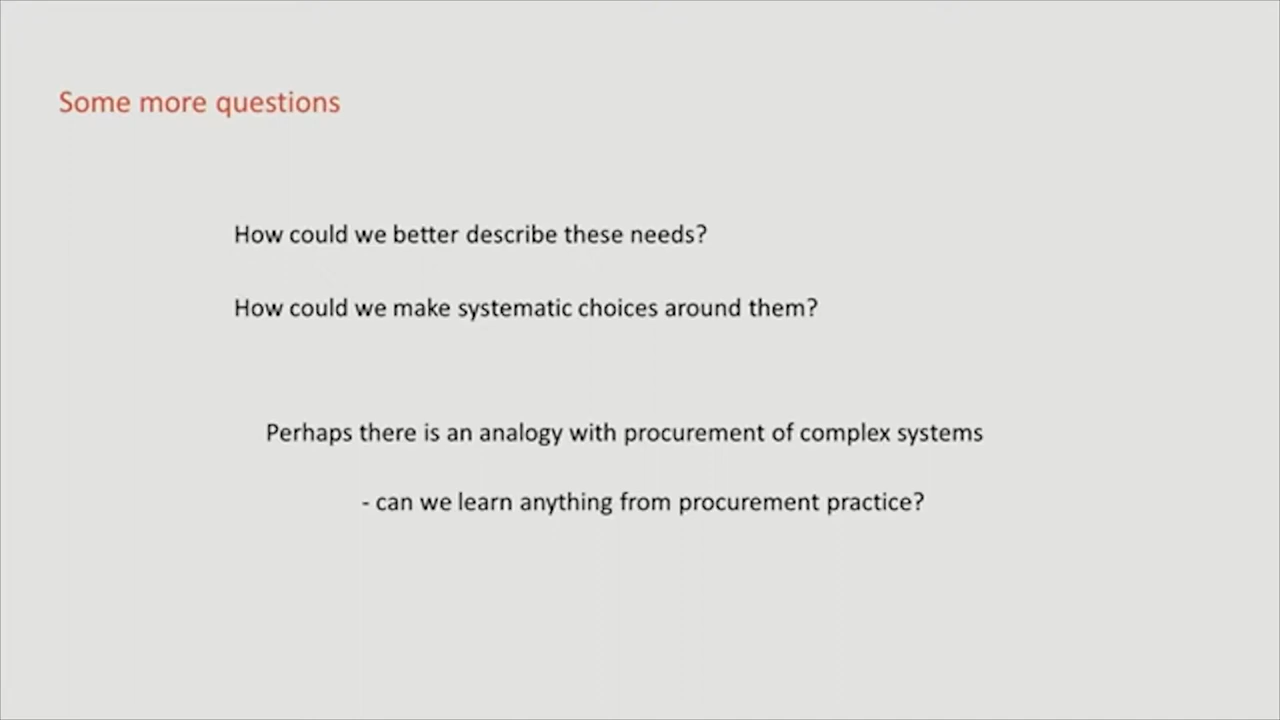 Some more questions
How could we better describe these needs?
How could we make systematic choices around them?
Perhaps there is an analogy with procurement of complex systems
- can we learn anything from procurement practice?